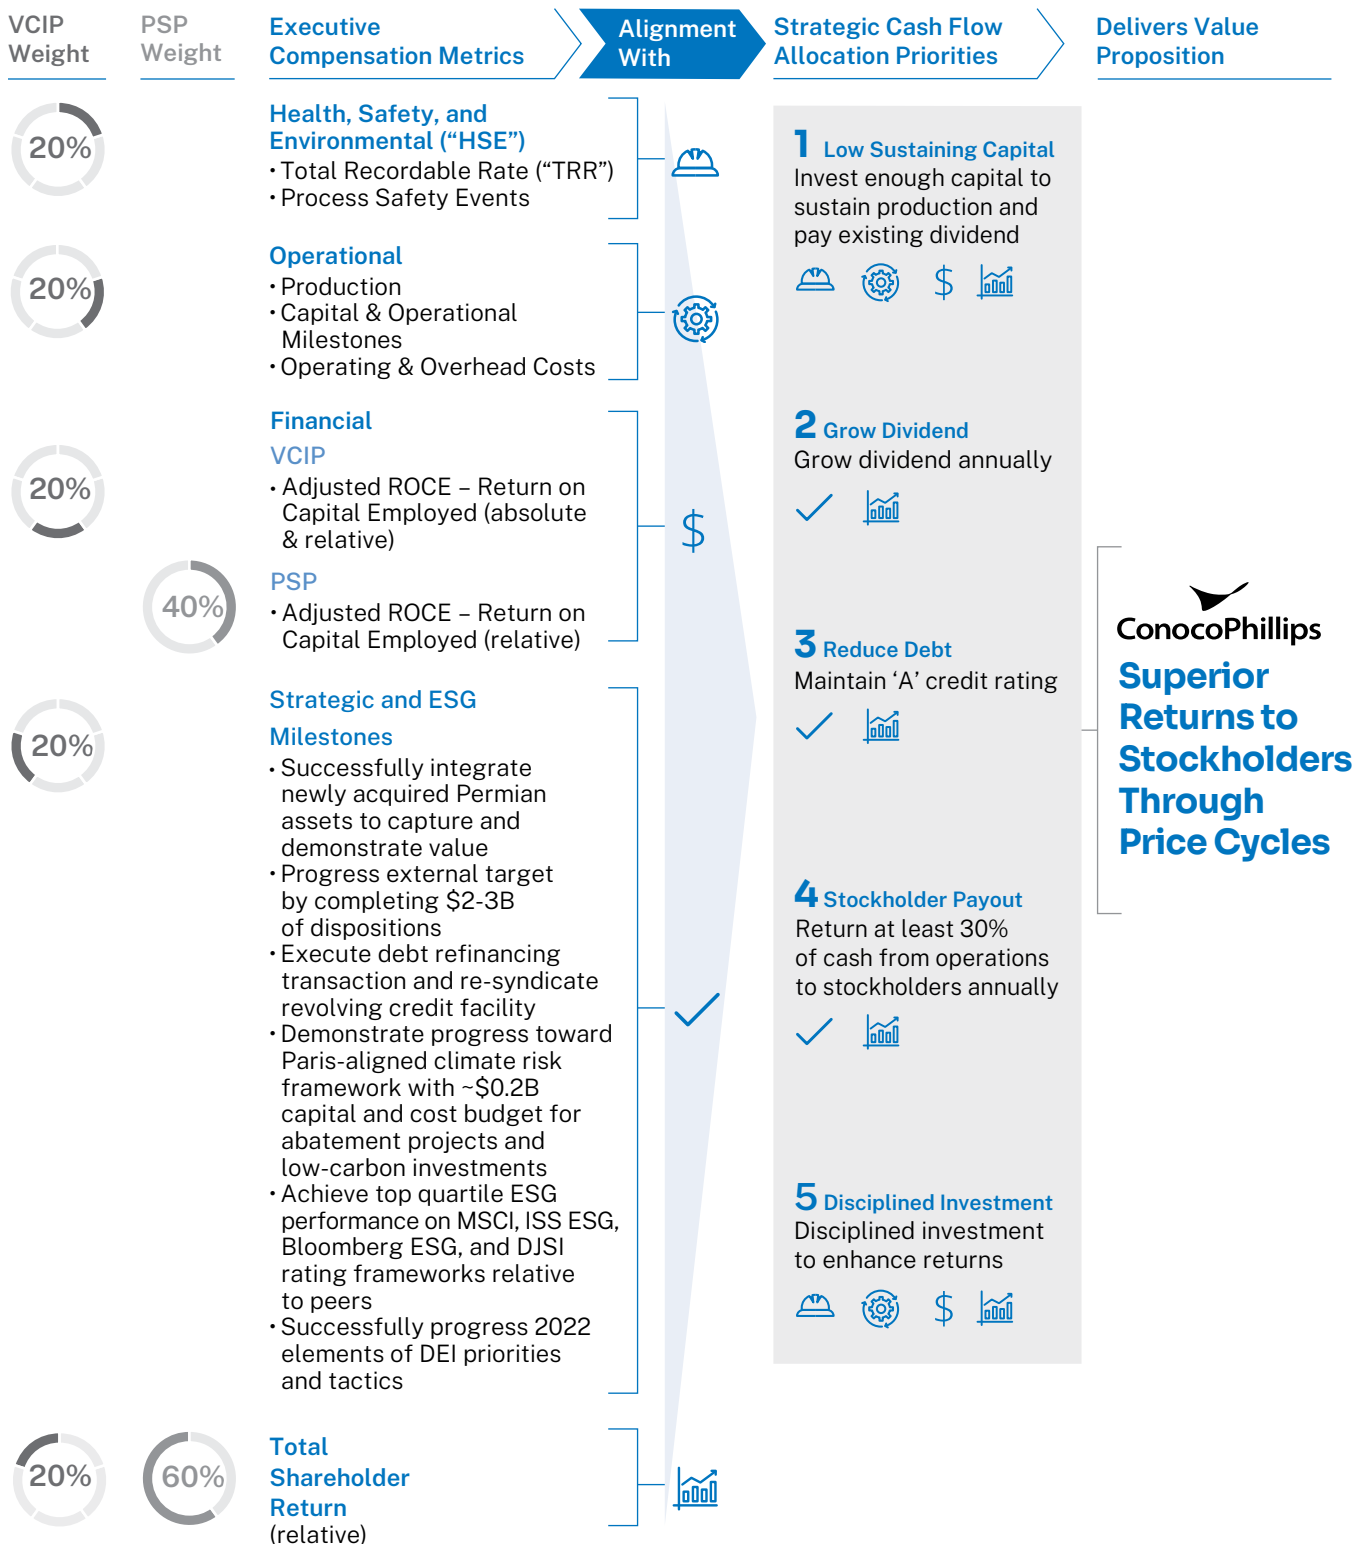 VCIP
Weight
PSP
Weight
Executive
Compensation Metrics
Alignment
With
Strategic Cash Flow
Allocation Priorities
Delivers Value
Proposition
20%
Health, Safety, and
Environmental (“HSE”)
· Total Recordable Rate (“TRR”)
· Process Safety Events
20%
Operational
· Production
· Capital & Operational
Milestones
· Operating & Overhead Costs
20%
Financial
VCIP
· Adjusted ROCE – Return on
Capital Employed (absolute
& relative)
40%
PSP
· Adjusted ROCE – Return on
Capital Employed (relative)
$
20%
Strategic and ESG
Milestones
· Successfully integrate
newly acquired Permian
assets to capture and
demonstrate value
· Progress external target
by completing $2-3B
of dispositions
· Execute debt refinancing
transaction and re-syndicate
revolving credit facility
· Demonstrate progress toward
Paris-aligned climate risk
framework with ~$0.2B
capital and cost budget for
abatement projects and
low-carbon investments
· Achieve top quartile ESG
performance on MSCI, ISS ESG,
Bloomberg ESG, and DJSI
rating frameworks relative
to peers
· Successfully progress 2022
elements of DEI priorities
and tactics
20%
60%
Total
Shareholder
Return
(relative)
1 Low Sustaining Capital
Invest enough capital to
sustain production and
pay existing dividend
$
2 Grow Dividend
Grow dividend annually
3 Reduce Debt
Maintain ‘A’ credit rating
4 Stockholder Payout
Return at least 30%
of cash from operations
to stockholders annually
5 Disciplined Investment
Disciplined investment
to enhance returns
$
ConocoPhillips
Superior
Returns to
Stockholders
Through
Price Cycles